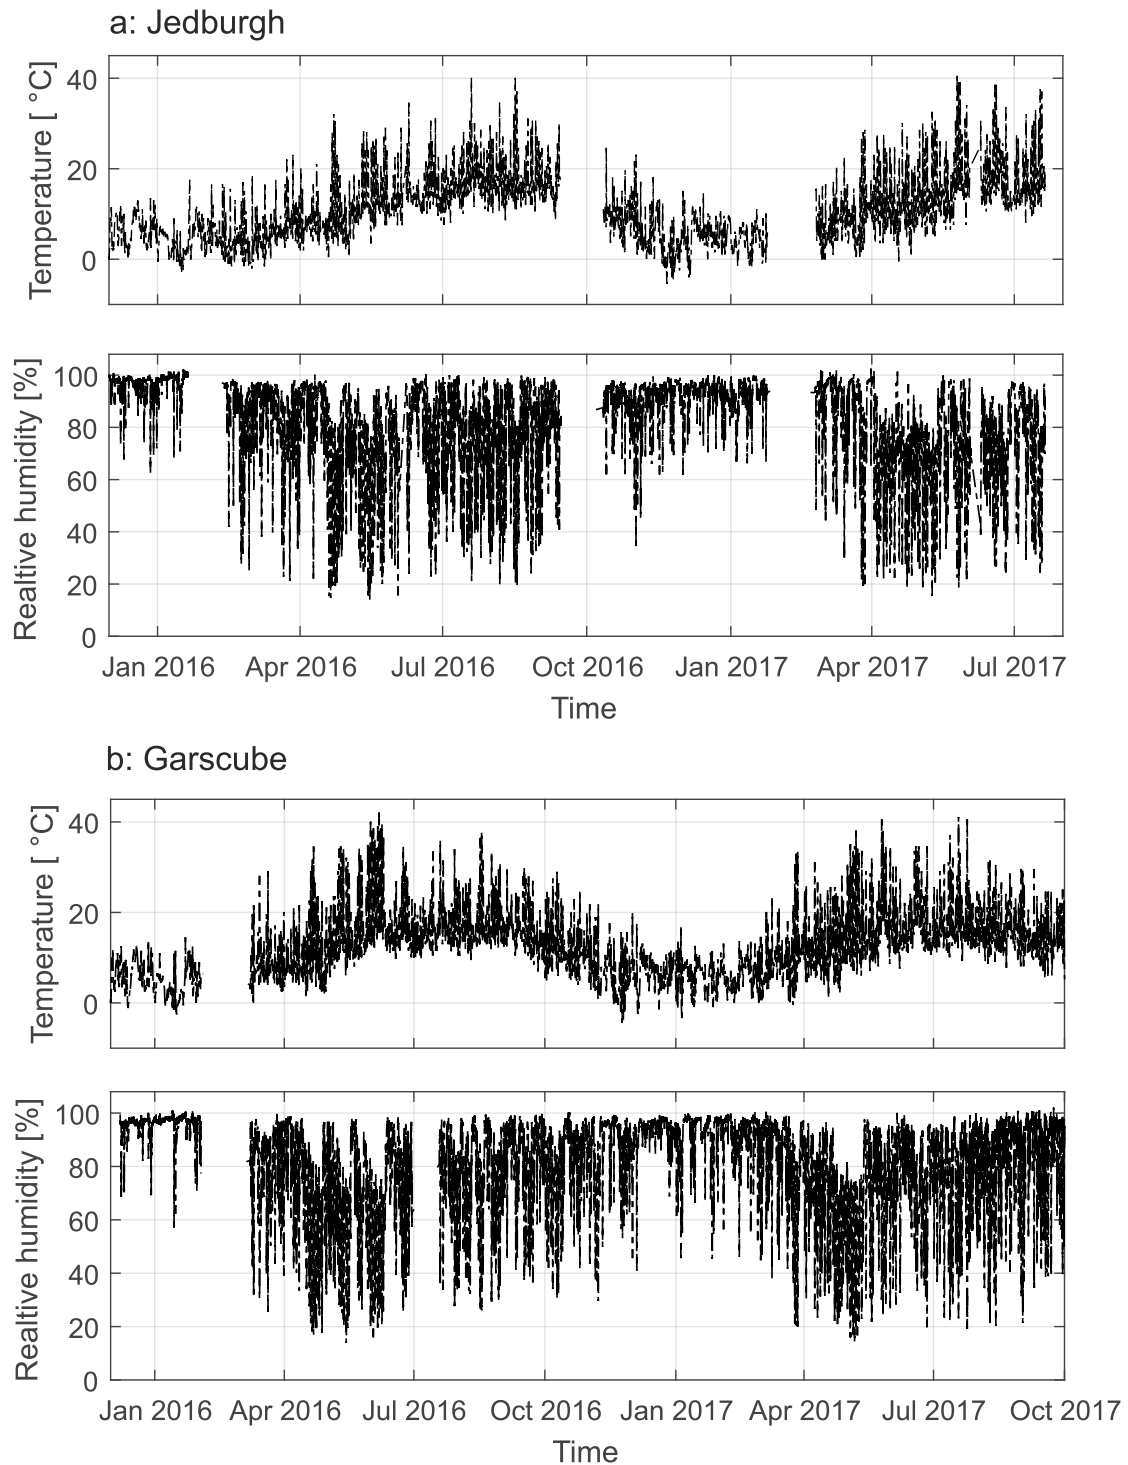 a: Jedburgh
Temperature [ °C]
40
20
0
Realtive humidity [%]
100
80
60
40
20
0
Jan 2016 Apr 2016 Jul 2016 Oct 2016 Jan 2017 Apr 2017 Jul 2017
Time
b: Garscube
Temperature [ °C]
40
20
0
Realtive humidity [%]
100
80
60
40
20
0
Jan 2016 Apr 2016 Jul 2016 Oct 2016 Jan 2017 Apr 2017 Jul 2017 Oct 2017
Time